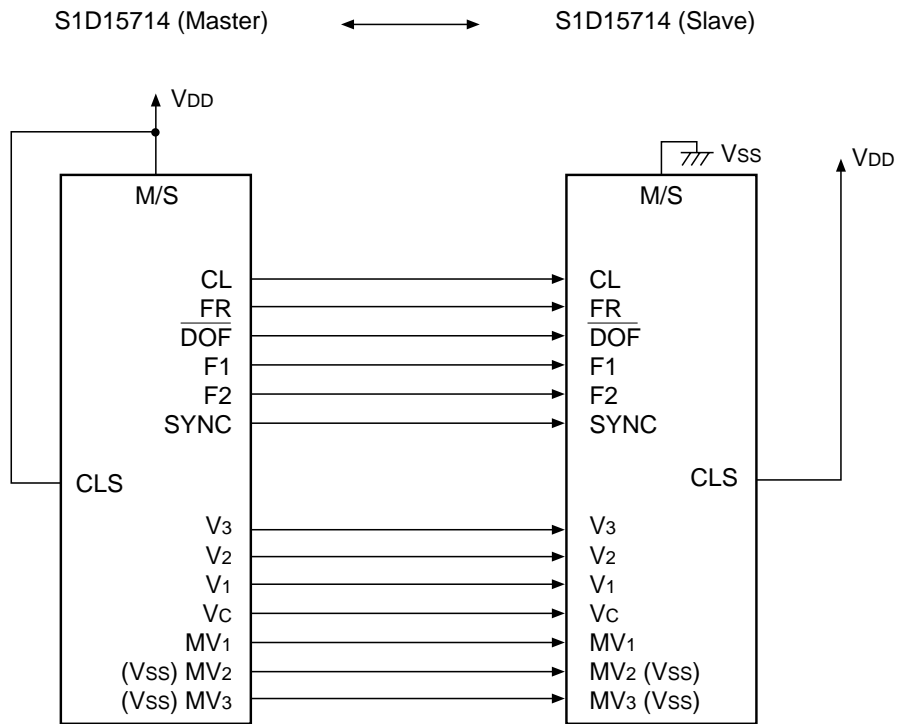 S1D15714 (Master) S1D15714 (Slave)
VDD
VSS
VDD
M/S M/S
CL CL
FR FR
DOF DOF
F1 F1
F2 F2
SYNC SYNC
CLS CLS
V3 V3
V2 V2
V1 V1
VC VC
MV1 MV1
(VSS) MV2 MV2 (VSS)
(VSS) MV3 MV3 (VSS)